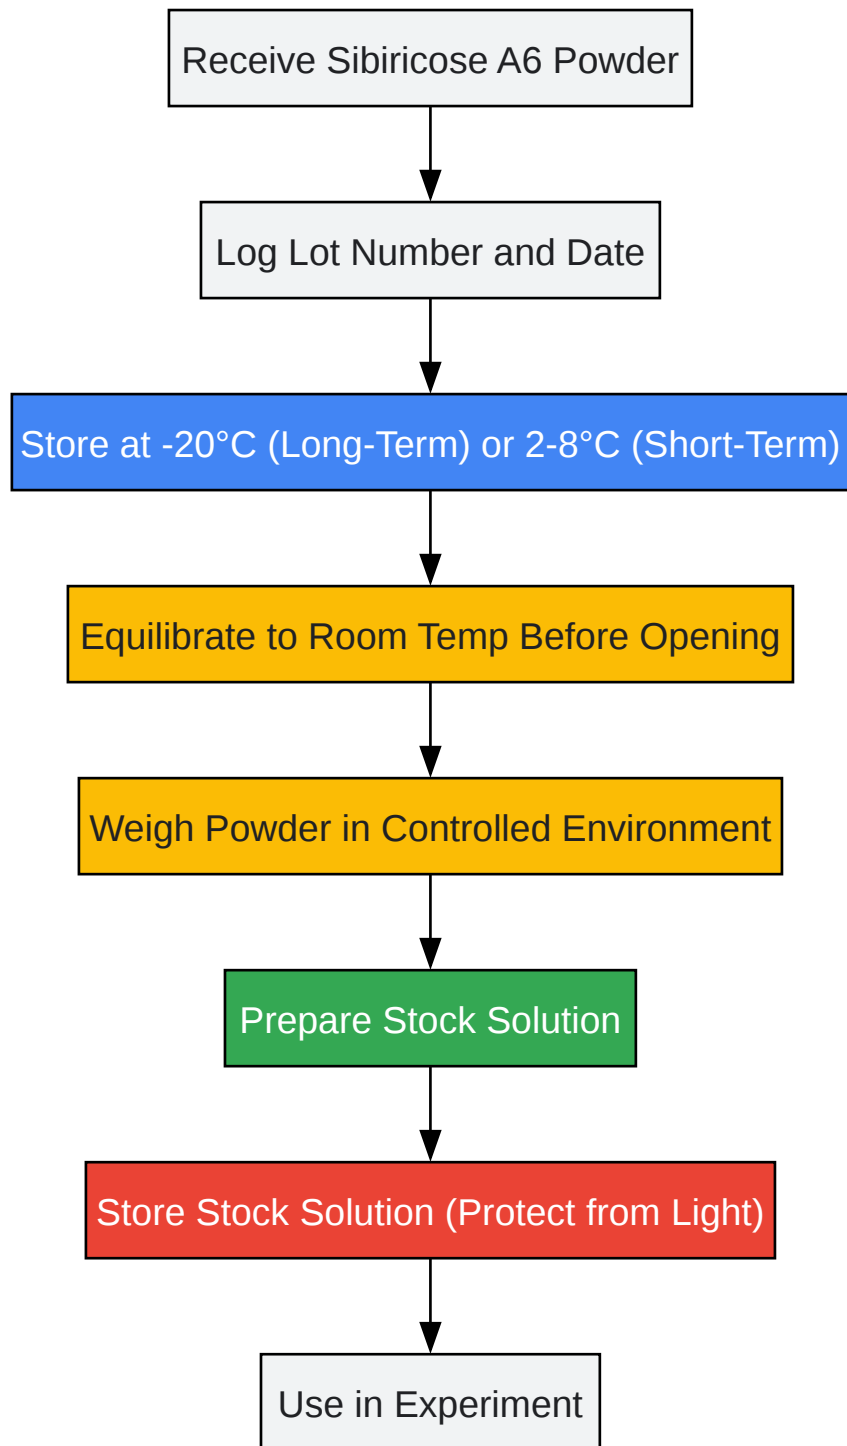 Receive Sibiricose A6 Powder
Log Lot Number and Date
Store at -20°C (Long-Term) or 2-8°C (Short-Term)
Equilibrate to Room Temp Before Opening
Weigh Powder in Controlled Environment
Prepare Stock Solution
Store Stock Solution (Protect from Light)
Use in Experiment